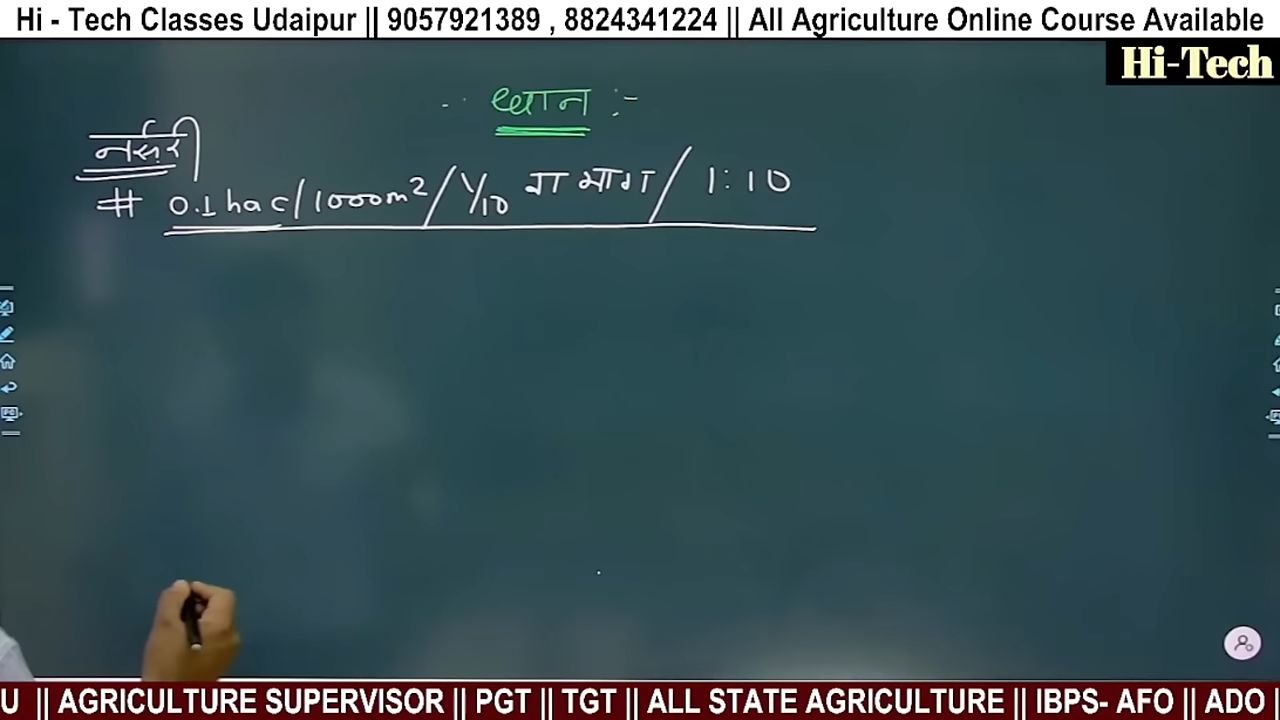 Hi - Tech Classes Udaipur || 9057921389 , 8824341224 || All Agriculture Online Course Available
Hi-Tech
धान :-
नर्सरी
# 0.1 hac / 1000m² / 1/10 वा भाग / 1:10
U || AGRICULTURE SUPERVISOR || PGT || TGT || ALL STATE AGRICULTURE || IBPS- AFO || ADO ||